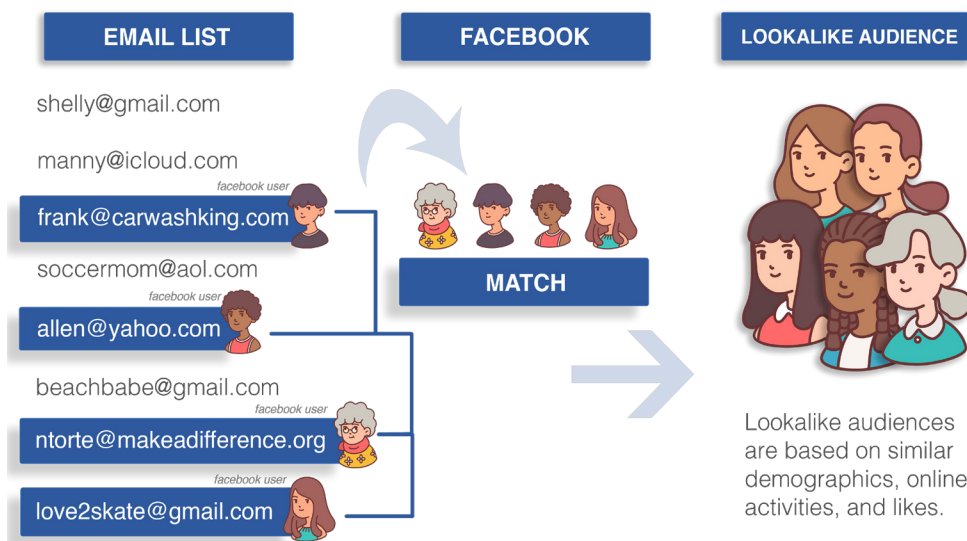 EMAIL LIST
shelly@gmail.com
manny@icloud.com
facebook user
frank@carwashking.com
soccermom@aol.com
facebook user
allen@yahoo.com
beachbabe@gmail.com
facebook user
ntorte@makeadifference.org
facebook user
love2skate@gmail.com
FACEBOOK
MATCH
LOOKALIKE AUDIENCE
Lookalike audiences
are based on similar
demographics, online
activities, and likes.